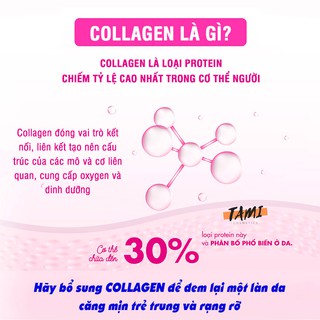 COLLAGEN LÀ GÌ?
COLLAGEN LÀ LOẠI PROTEIN
CHIẾM TỶ LỆ CAO NHẤT TRONG CƠ THỂ NGƯỜI
Collagen đóng vai trò kết
nối, liên kết tạo nên cấu
trúc của các mô và cơ liên
quan, cung cấp oxygen và
dinh dưỡng
TAMI
Cơ thể
chứa đến
30%
loại protein này
và PHÂN BỐ PHỔ BIẾN Ở DA.
Hãy bổ sung COLLAGEN để đem lại một làn da
căng mịn trẻ trung và rạng rỡ